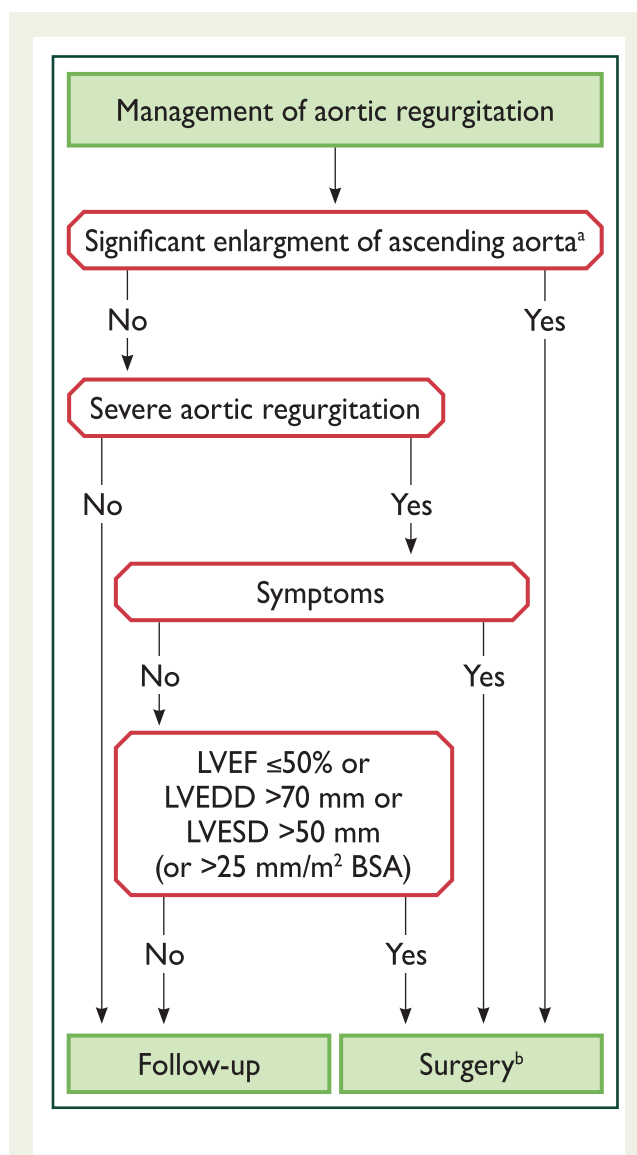 Management of aortic regurgitation
Significant enlargment of ascending aortaᵃ
No
Yes
Severe aortic regurgitation
No
Yes
Symptoms
No
Yes
LVEF ≤50% or
LVEDD >70 mm or
LVESD >50 mm
(or >25 mm/m² BSA)
No
Yes
Follow-up
Surgeryᵇ